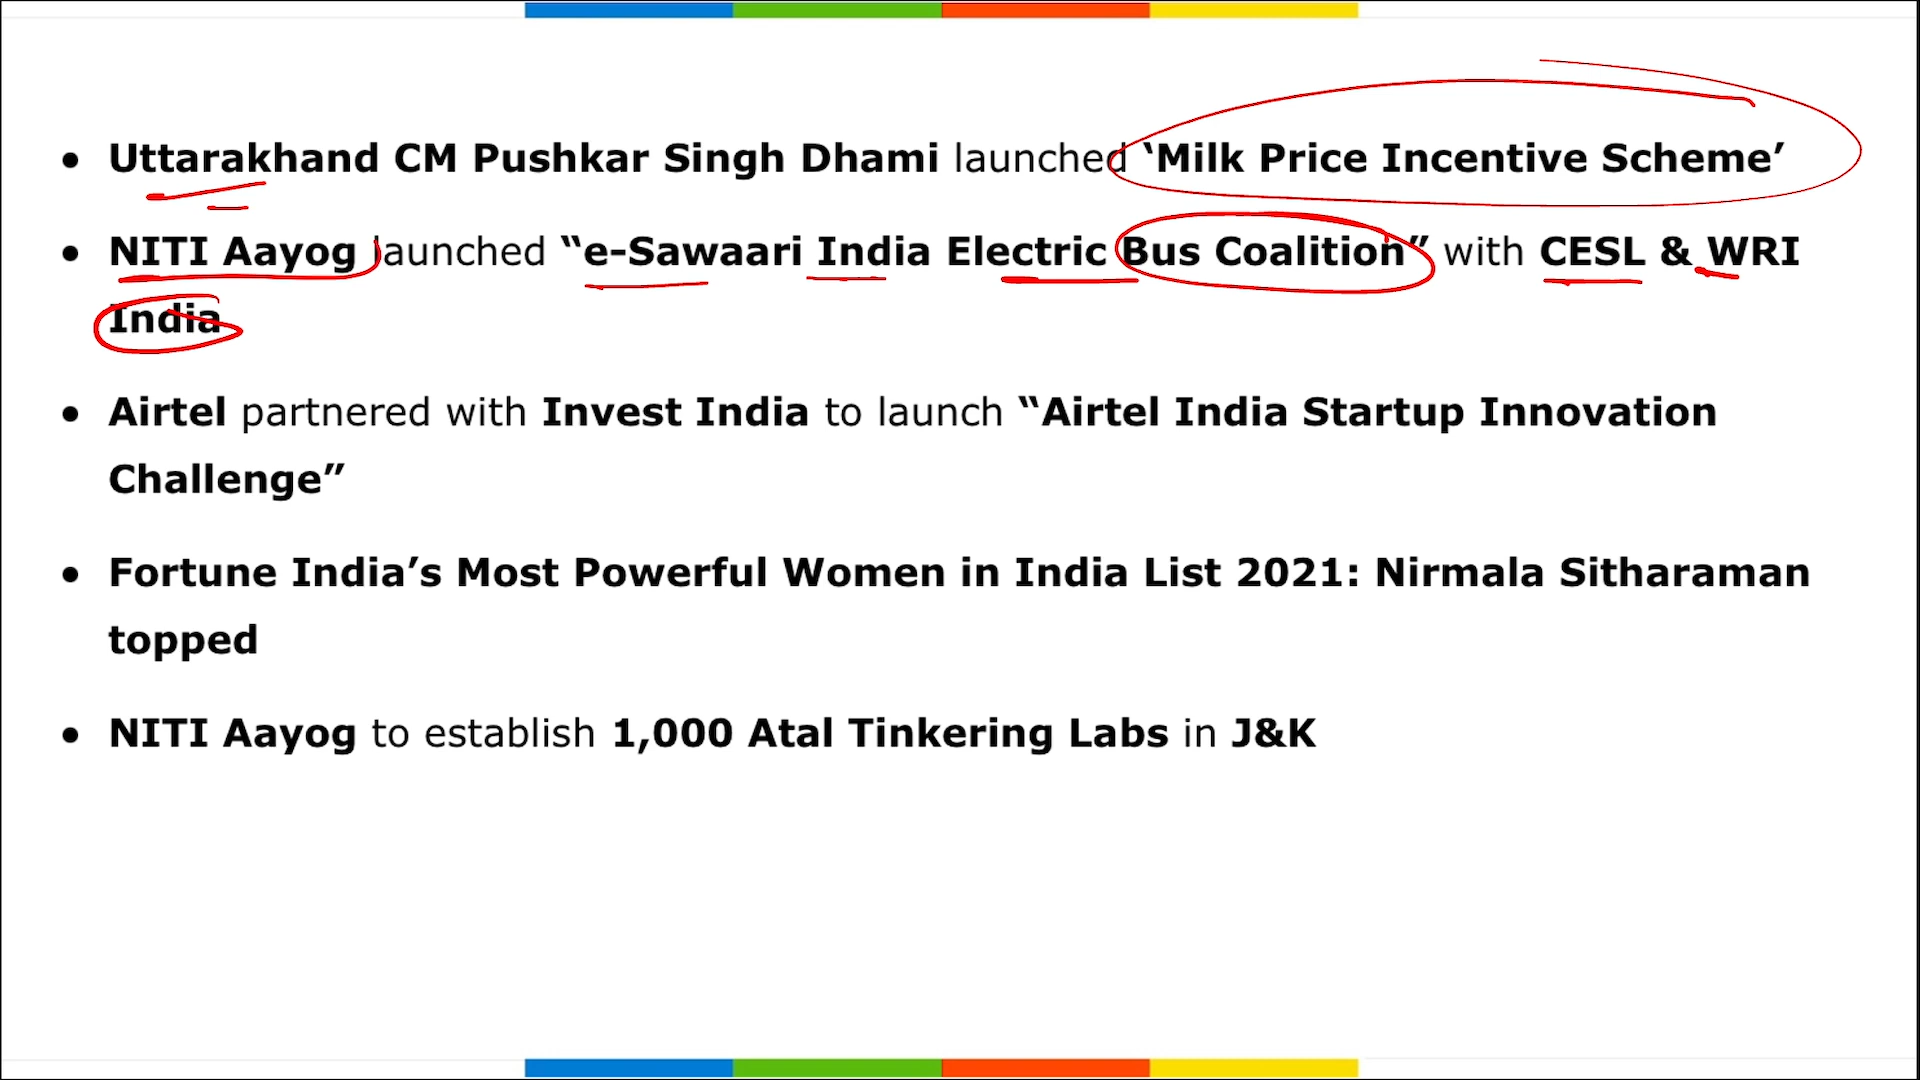 • Uttarakhand CM Pushkar Singh Dhami launched ‘Milk Price Incentive Scheme’
• NITI Aayog launched “e-Sawaari India Electric Bus Coalition” with CESL & WRI
India
• Airtel partnered with Invest India to launch “Airtel India Startup Innovation
Challenge”
• Fortune India’s Most Powerful Women in India List 2021: Nirmala Sitharaman
topped
• NITI Aayog to establish 1,000 Atal Tinkering Labs in J&K